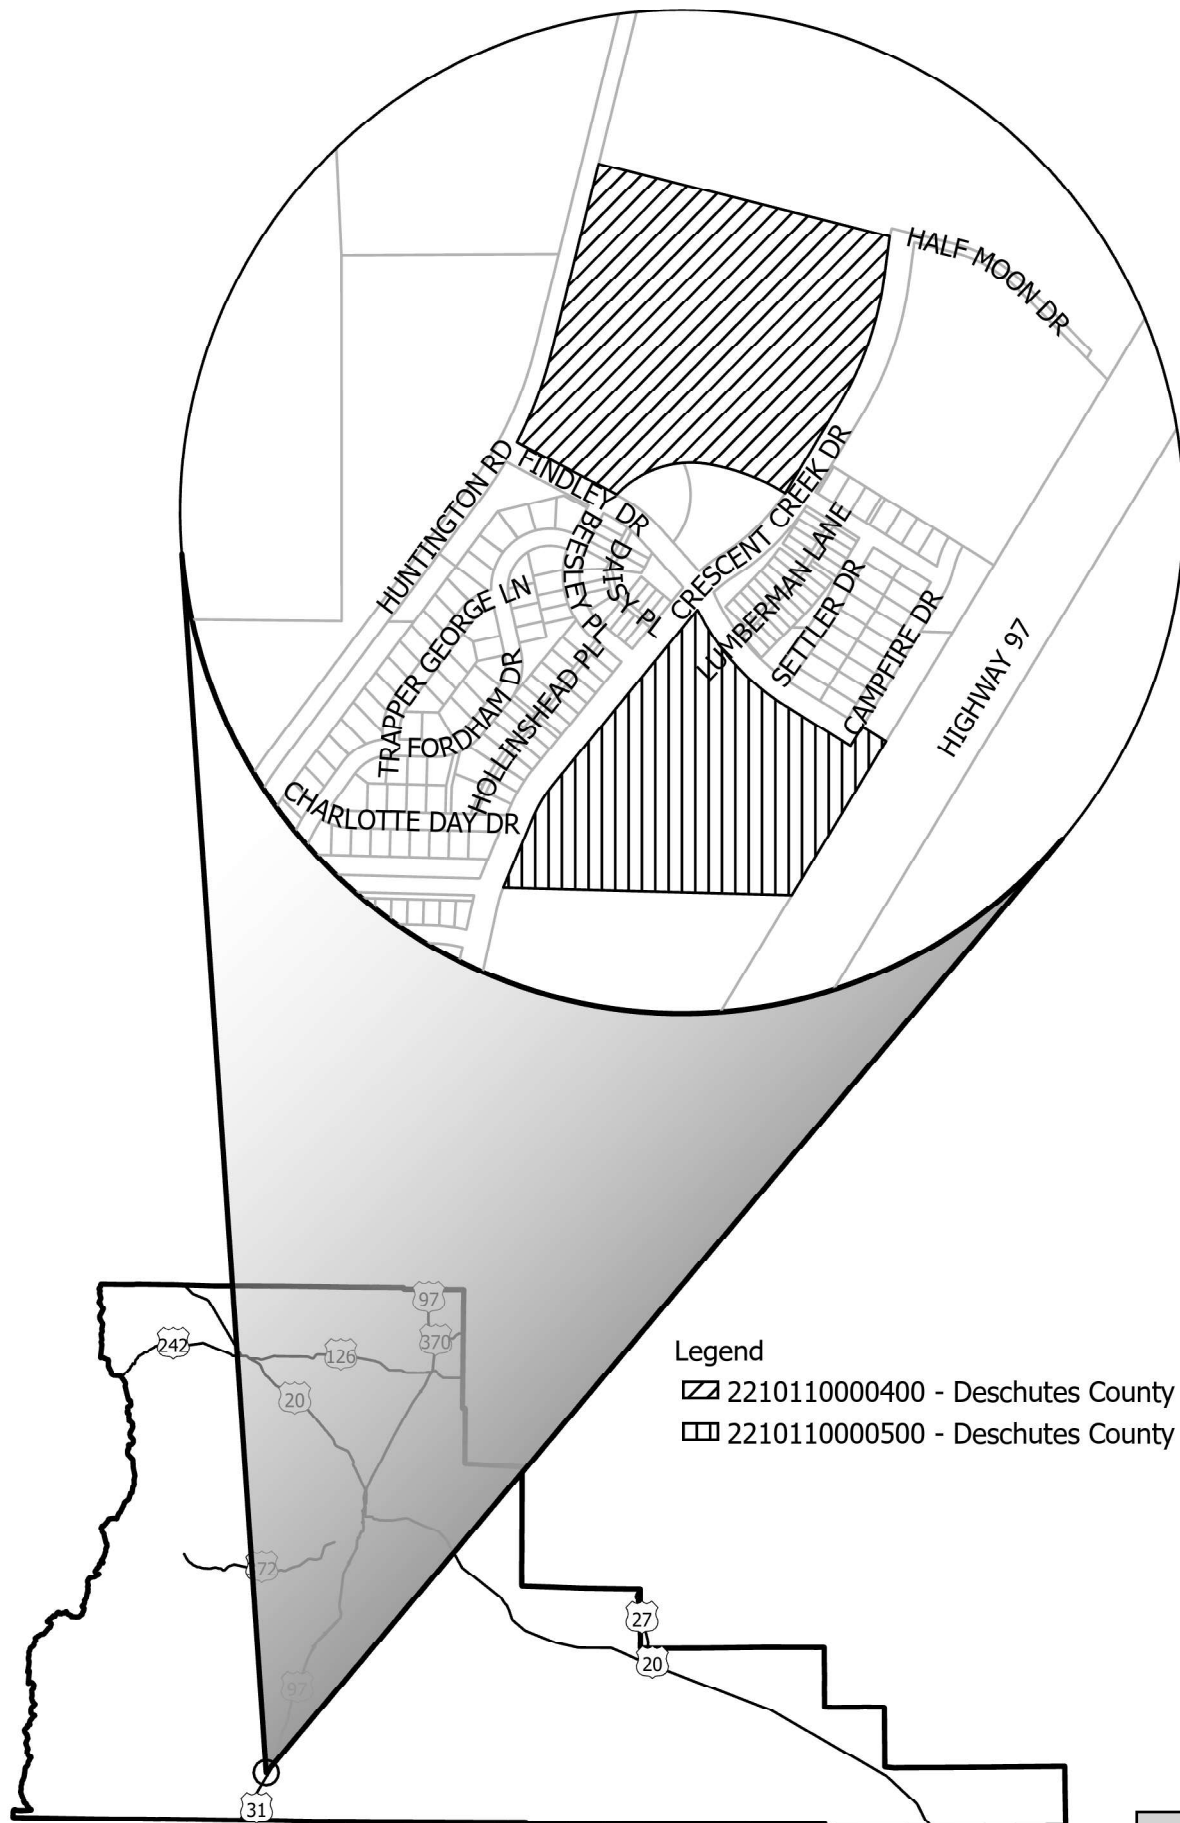 HALF MOON DR
HUNTINGTON RD
FINDLEY DR
CRESCENT CREEK DR
BEESLEY PL
DAISY PL
LUMBERMAN LANE
TRAPPER GEORGE LN
SETTLER DR
CAMPFIRE DR
HIGHWAY 97
FORDHAM DR
HOLLINSHEAD PL
CHARLOTTE DAY DR
97
242
370
126
20
Legend
2210110000400 - Deschutes County
2210110000500 - Deschutes County
372
27
20
97
31